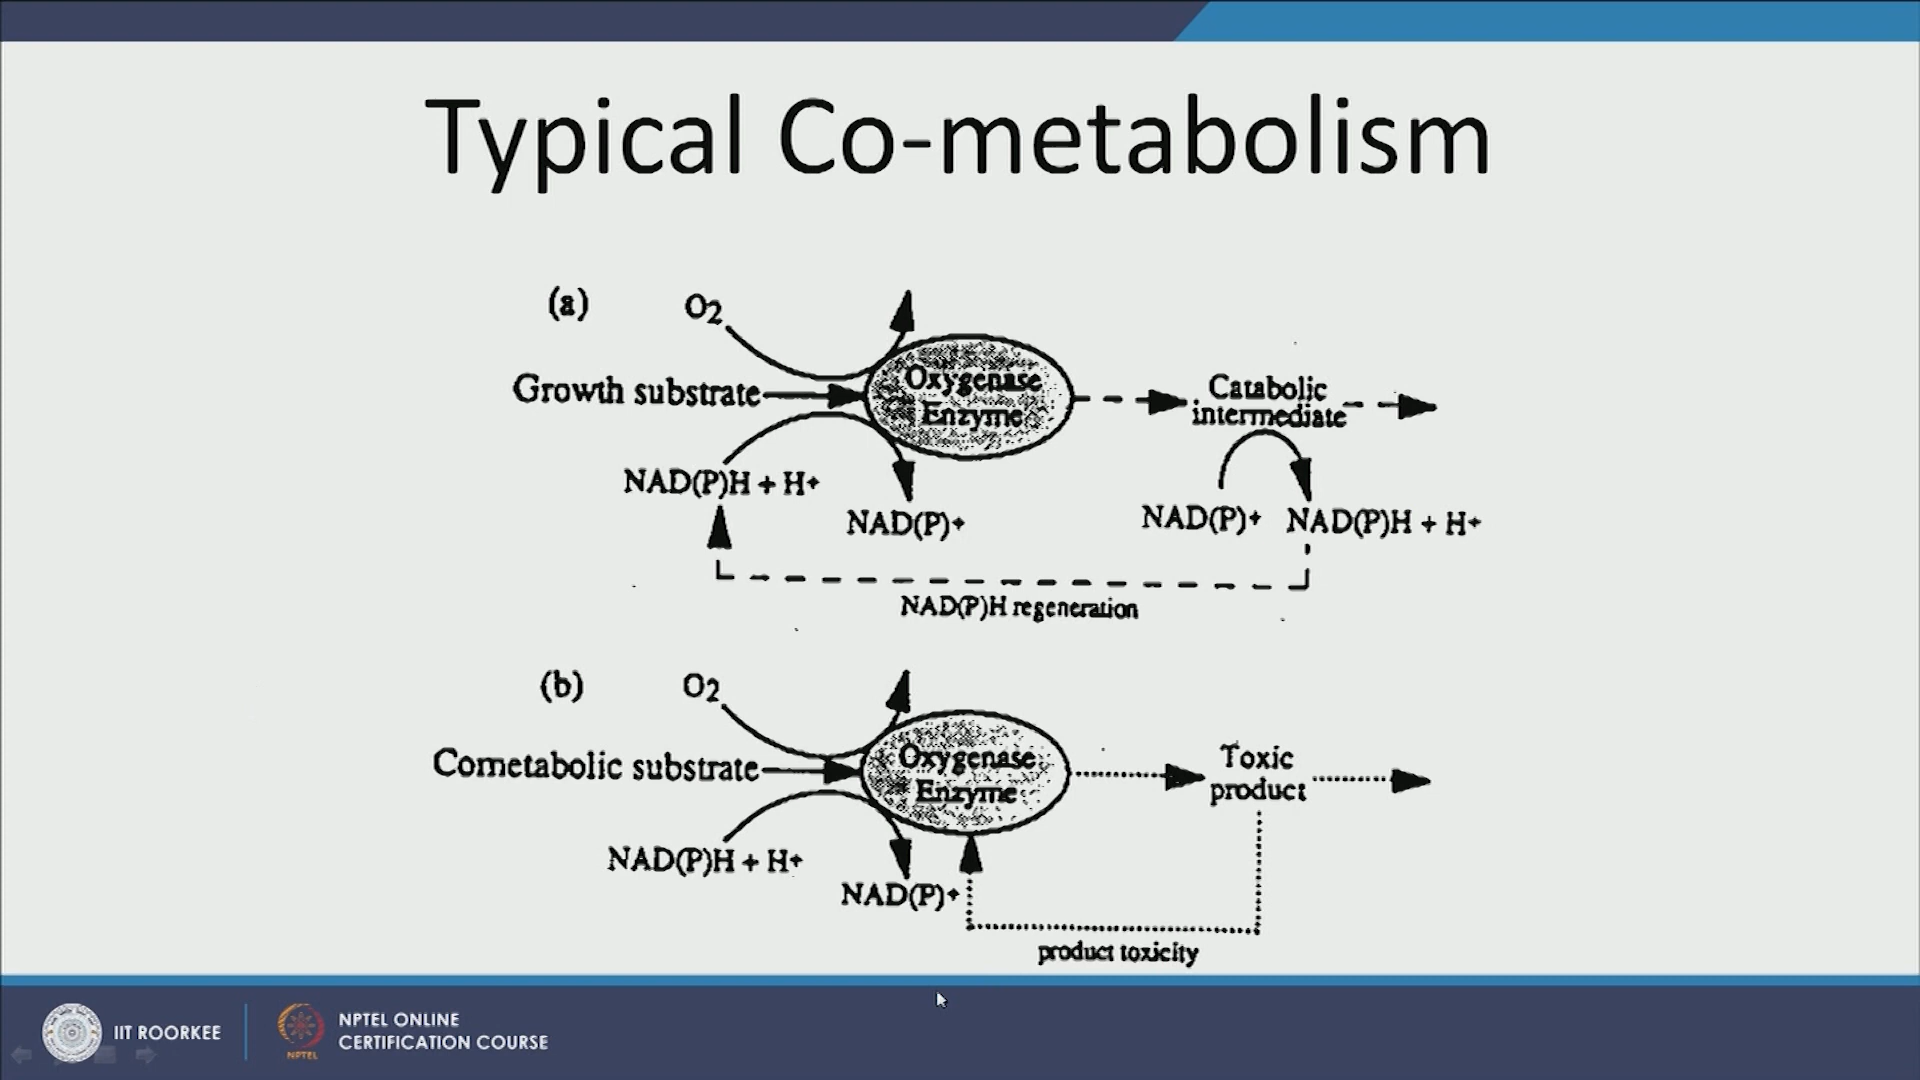 Typical Co-metabolism
(a)
O2
Growth substrate
Oxygenase
Enzyme
Catabolic
intermediate
NAD(P)H + H+
NAD(P)+
NAD(P)+
NAD(P)H + H+
NAD(P)H regeneration
(b)
O2
Cometabolic substrate
Oxygenase
Enzyme
Toxic
product
NAD(P)H + H+
NAD(P)+
product toxicity
IIT ROORKEE
NPTEL
NPTEL ONLINE
CERTIFICATION COURSE